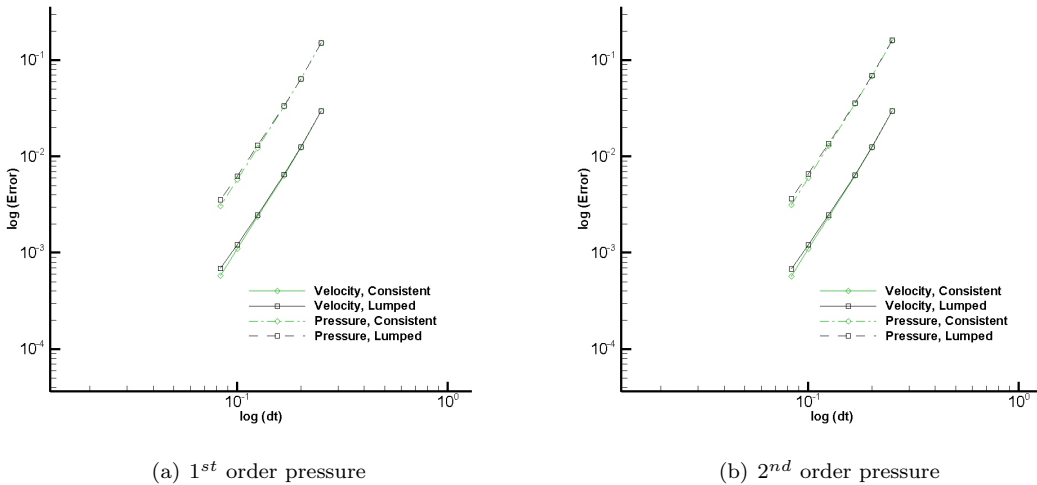 10⁻¹
10⁻²
10⁻³
10⁻⁴
log (Error)
Velocity, Consistent
Velocity, Lumped
Pressure, Consistent
Pressure, Lumped
10⁻¹
10⁰
log (dt)
(a) 1ˢᵗ order pressure
10⁻¹
10⁻²
10⁻³
10⁻⁴
log (Error)
Velocity, Consistent
Velocity, Lumped
Pressure, Consistent
Pressure, Lumped
10⁻¹
10⁰
log (dt)
(b) 2ⁿᵈ order pressure